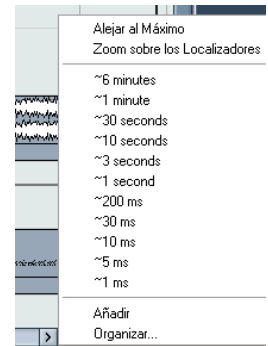 Alejar al Máximo
Zoom sobre los Localizadores
~6 minutes
~1 minute
~30 seconds
~10 seconds
~3 seconds
~1 second
~200 ms
~30 ms
~10 ms
~5 ms
~1 ms
Añadir
Organizar...